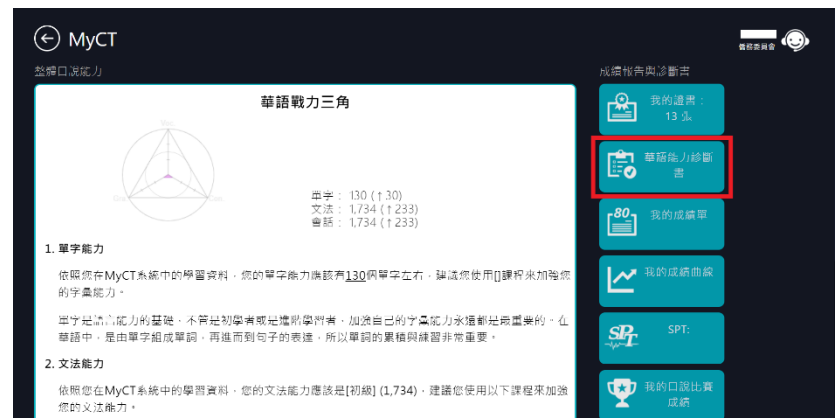 MyCT
僑務委員會
整體口說能力
成績報告與診斷書
華語戰力三角
Voc.
Gra.
Con.
單字： 130 (↑30)
文法： 1,734 (↑233)
會話： 1,734 (↑233)
1. 單字能力
依照您在MyCT系統中的學習資料，您的單字能力應該有130個單字左右，建議您使用[]課程來加強您
的字彙能力。
單字是語言能力的基礎，不管是初學者或是進階學習者，加強自己的字彙能力永遠都是最重要的。在
華語中，是由單字組成單詞，再進而到句子的表達，所以單詞的累積與練習非常重要。
2. 文法能力
依照您在MyCT系統中的學習資料，您的文法能力應該是[初級] (1,734)，建議您使用以下課程來加強
您的文法能力。
我的證書：
13 張
華語能力診斷
書
80
我的成績單
我的成績曲線
SPT
SPT:
我的口說比賽
成績